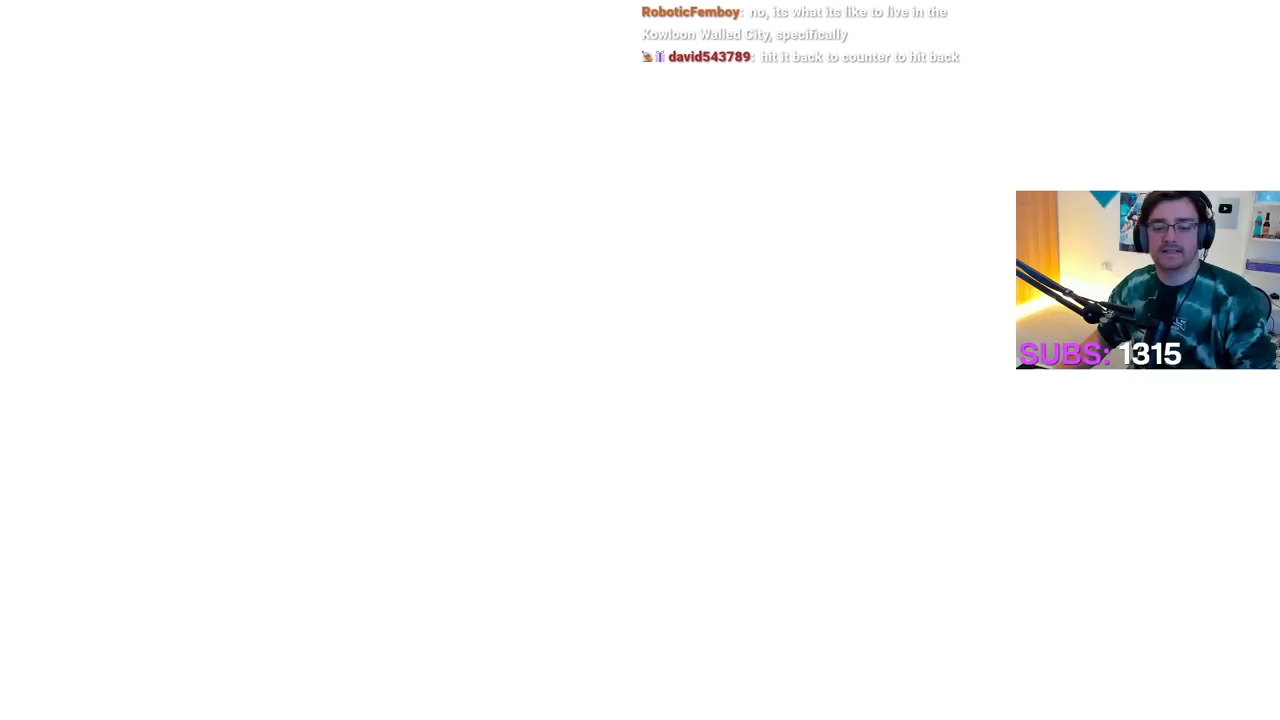 RoboticFemboy: no, its what its like to live in the
Kowloon Walled City, specifically
david543789: hit it back to counter to hit back
SUBS: 1315